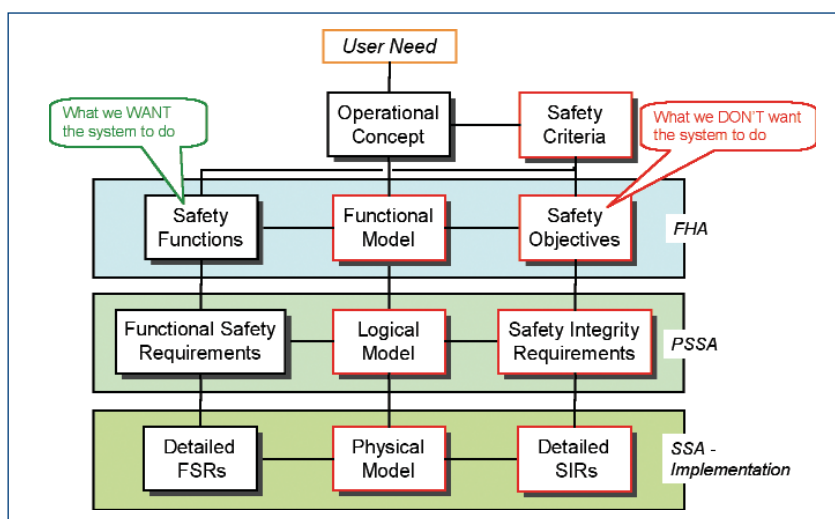 User Need
What we WANT
the system to do
Operational
Concept
Safety
Criteria
What we DON'T want
the system to do
Safety
Functions
Functional
Model
Safety
Objectives
FHA
Functional Safety
Requirements
Logical
Model
Safety Integrity
Requirements
PSSA
Detailed
FSRs
Physical
Model
Detailed
SIRs
SSA -
Implementation